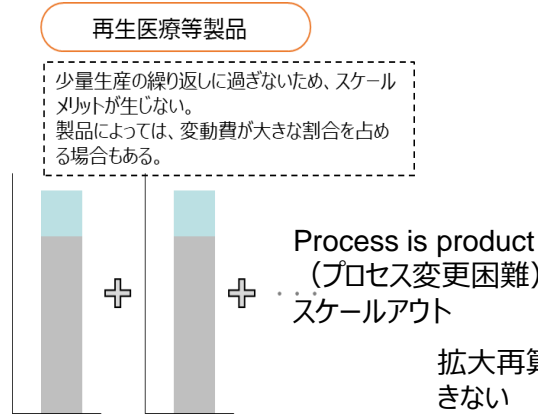 再生医療等製品
少量生産の繰り返しに過ぎないため、スケール
メリットが生じない。
製品によっては、変動費が大きな割合を占め
る場合もある。
Process is product
（プロセス変更困難）
・・・
スケールアウト
拡大再算
きない